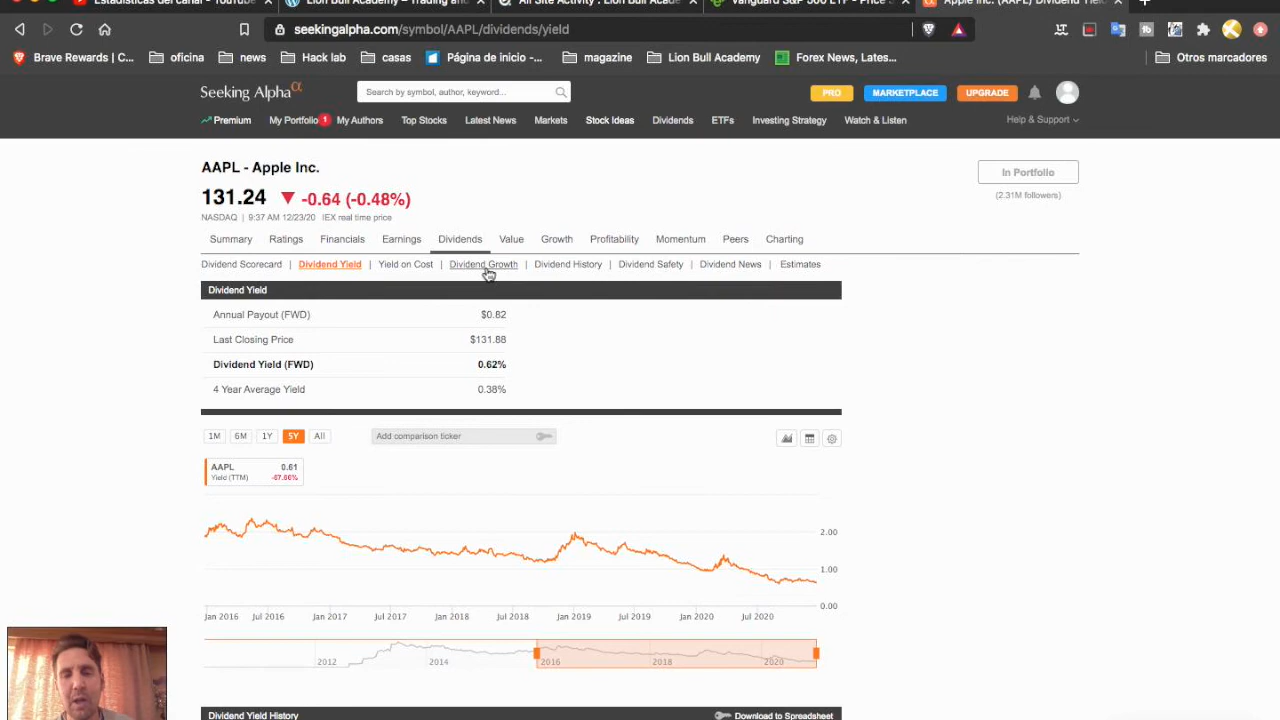 Estadísticas del canal - YouTube
Lion Bull Academy – Trading and
All Site Activity : Lion Bull Acade
Vanguard S&P 500 ETF - Price
Apple Inc. (AAPL) Dividend Yield
seekingalpha.com/symbol/AAPL/dividends/yield
Brave Rewards | C... oficina news Hack lab casas Página de inicio -... magazine Lion Bull Academy Forex News, Lates... Otros marcadores
Seeking Alpha α Search by symbol, author, keyword... PRO MARKETPLACE UPGRADE
Premium My Portfolio 1 My Authors Top Stocks Latest News Markets Stock Ideas Dividends ETFs Investing Strategy Watch & Listen Help & Support
AAPL - Apple Inc.
In Portfolio
131.24 -0.64 (-0.48%)
(2.31M followers)
NASDAQ | 9:37 AM 12/23/20 IEX real time price
Summary Ratings Financials Earnings Dividends Value Growth Profitability Momentum Peers Charting
Dividend Scorecard | Dividend Yield | Yield on Cost | Dividend Growth | Dividend History | Dividend Safety | Dividend News | Estimates
Dividend Yield
Annual Payout (FWD) $0.82
Last Closing Price $131.88
Dividend Yield (FWD) 0.62%
4 Year Average Yield 0.38%
1M 6M 1Y 5Y All Add comparison ticker
AAPL 0.61
Yield (TTM) -67.66%
2.00
1.00
0.00
Jan 2016 Jul 2016 Jan 2017 Jul 2017 Jan 2018 Jul 2018 Jan 2019 Jul 2019 Jan 2020 Jul 2020
2012 2014 2016 2018 2020
Dividend Yield History Download to Spreadsheet